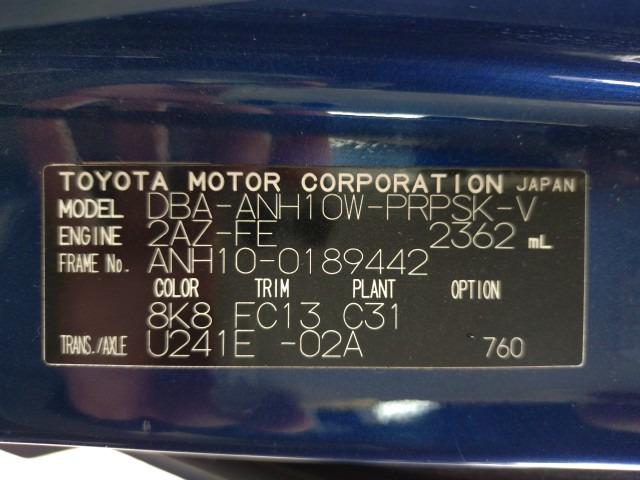 TOYOTA MOTOR CORPORATION JAPAN
MODEL DBA-ANH10W-PRPSK-V
ENGINE 2AZ-FE 2362 mL
FRAME No. ANH10-0189442
COLOR TRIM PLANT OPTION
8K8 FC13 C31
TRANS./AXLE U241E -02A 760